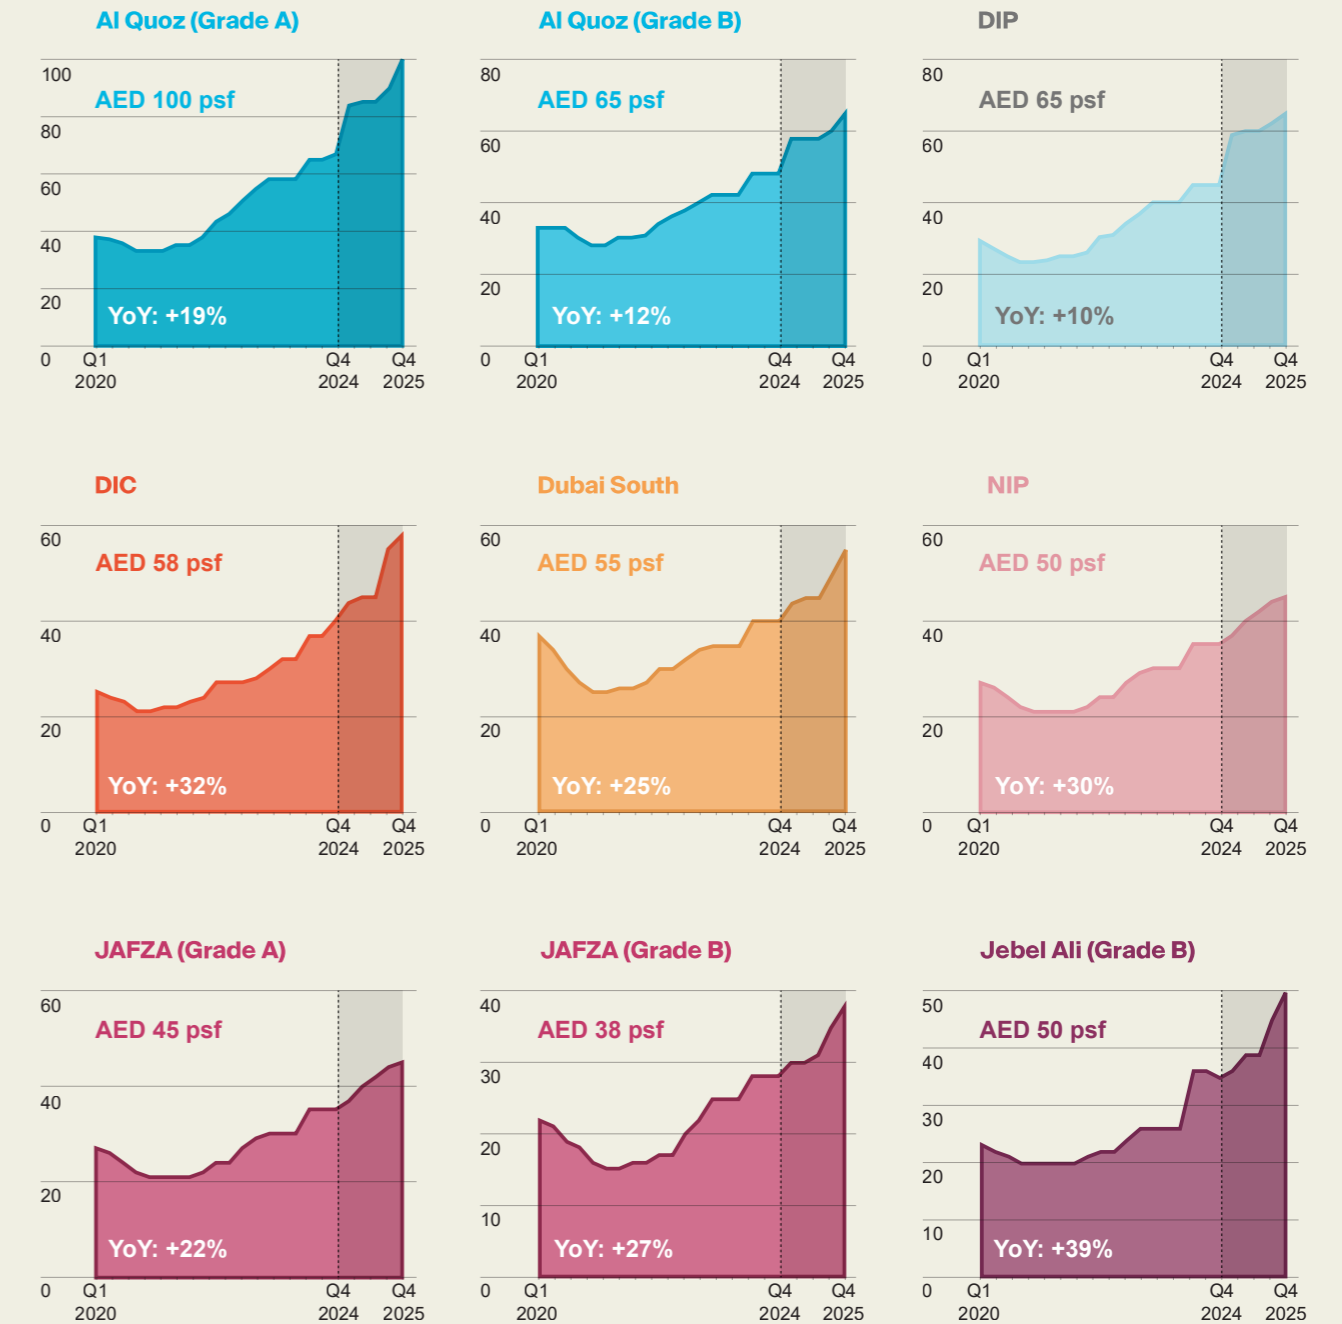 Al Quoz (Grade A)
100
AED 100 psf
80
60
40
20
YoY: +19%
0
Q1 Q4 Q4
2020 2024 2025
Al Quoz (Grade B)
80
AED 65 psf
60
40
20
YoY: +12%
0
Q1 Q4 Q4
2020 2024 2025
DIP
80
AED 65 psf
60
40
20
YoY: +10%
0
Q1 Q4 Q4
2020 2024 2025
DIC
60
AED 58 psf
40
20
YoY: +32%
0
Q1 Q4 Q4
2020 2024 2025
Dubai South
60
AED 55 psf
40
20
YoY: +25%
0
Q1 Q4 Q4
2020 2024 2025
NIP
60
AED 50 psf
40
20
YoY: +30%
0
Q1 Q4 Q4
2020 2024 2025
JAFZA (Grade A)
60
AED 45 psf
40
20
YoY: +22%
0
Q1 Q4 Q4
2020 2024 2025
JAFZA (Grade B)
40
AED 38 psf
30
20
10
YoY: +27%
0
Q1 Q4 Q4
2020 2024 2025
Jebel Ali (Grade B)
50
AED 50 psf
40
30
20
10
YoY: +39%
0
Q1 Q4 Q4
2020 2024 2025